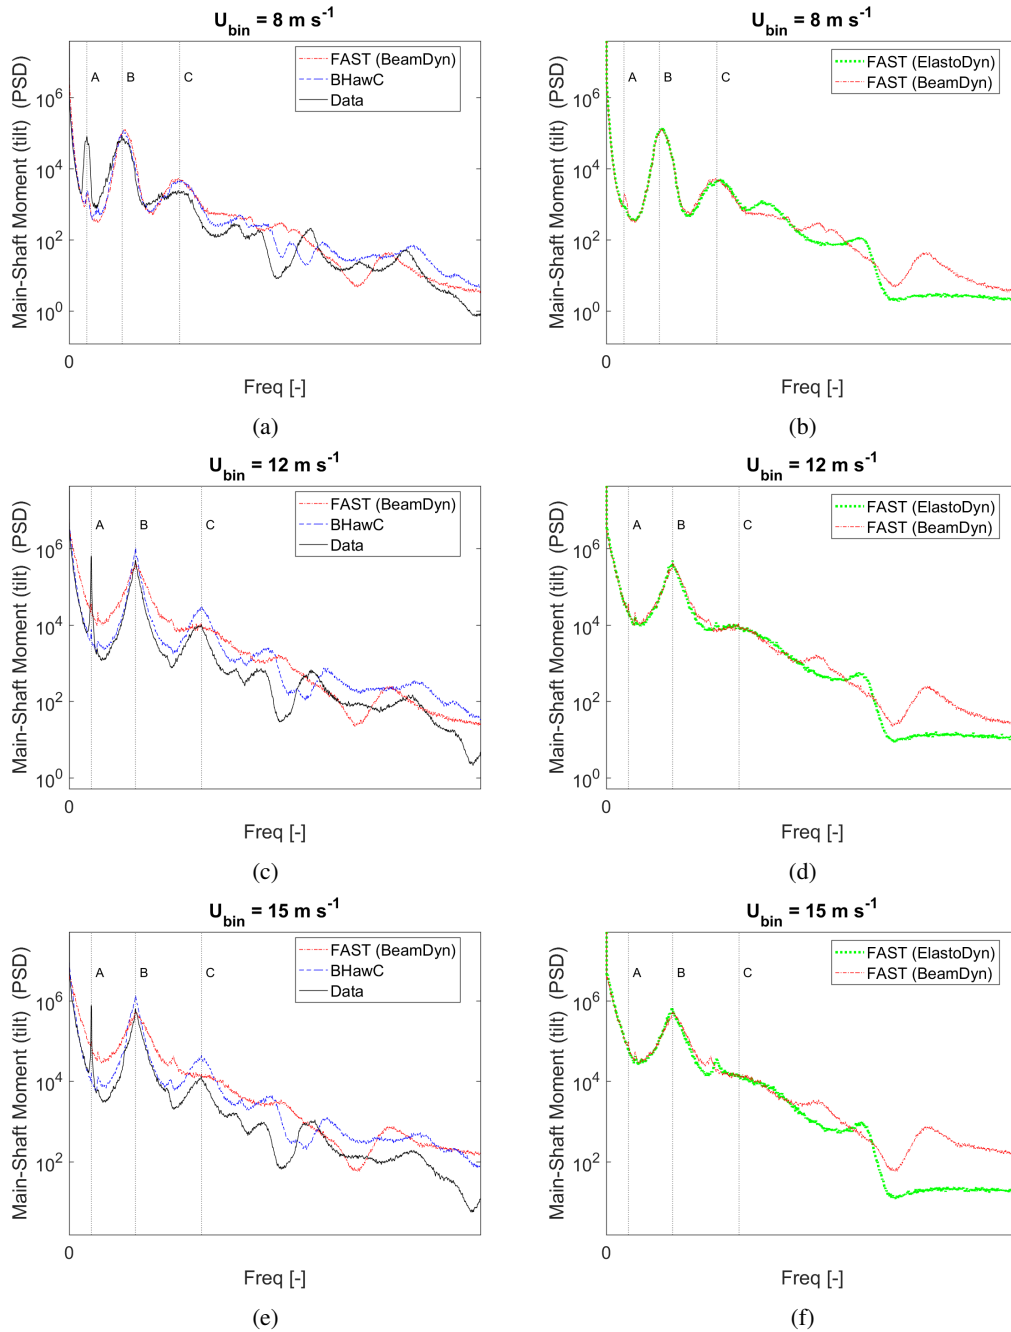 U_bin = 8 m s^-1
Main-Shaft Moment (tilt) (PSD)
10^6
10^4
10^2
10^0
A
B
C
FAST (BeamDyn)
BHawC
Data
0
Freq [-]
(a)
U_bin = 8 m s^-1
Main-Shaft Moment (tilt) (PSD)
10^6
10^4
10^2
10^0
A
B
C
FAST (ElastoDyn)
FAST (BeamDyn)
0
Freq [-]
(b)
U_bin = 12 m s^-1
Main-Shaft Moment (tilt) (PSD)
10^6
10^4
10^2
10^0
A
B
C
FAST (BeamDyn)
BHawC
Data
0
Freq [-]
(c)
U_bin = 12 m s^-1
Main-Shaft Moment (tilt) (PSD)
10^6
10^4
10^2
10^0
A
B
C
FAST (ElastoDyn)
FAST (BeamDyn)
0
Freq [-]
(d)
U_bin = 15 m s^-1
Main-Shaft Moment (tilt) (PSD)
10^6
10^4
10^2
A
B
C
FAST (BeamDyn)
BHawC
Data
0
Freq [-]
(e)
U_bin = 15 m s^-1
Main-Shaft Moment (tilt) (PSD)
10^6
10^4
10^2
A
B
C
FAST (ElastoDyn)
FAST (BeamDyn)
0
Freq [-]
(f)